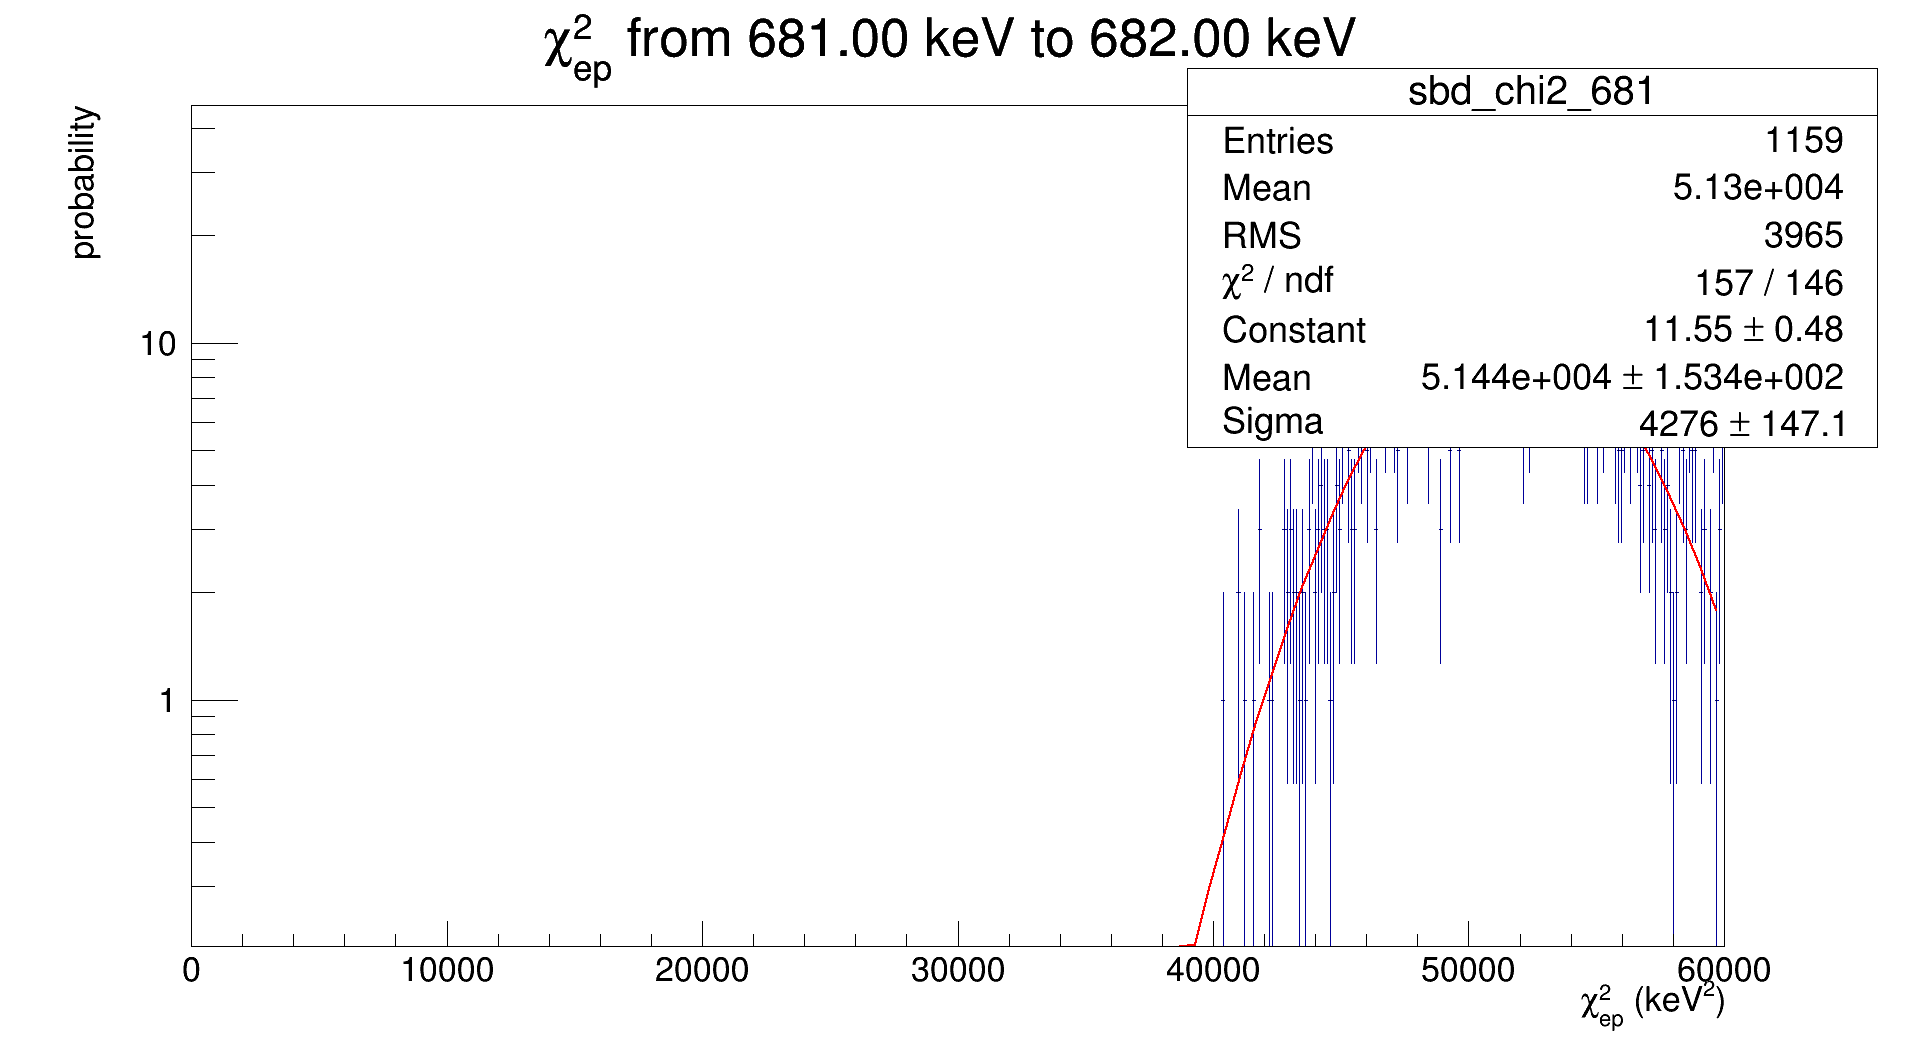 χ²ep from 681.00 keV to 682.00 keV
probability
sbd_chi2_681
Entries 1159
Mean 5.13e+004
RMS 3965
χ² / ndf 157 / 146
Constant 11.55 ± 0.48
Mean 5.144e+004 ± 1.534e+002
Sigma 4276 ± 147.1
10
1
0 10000 20000 30000 40000 50000 60000
χ²ep (keV²)